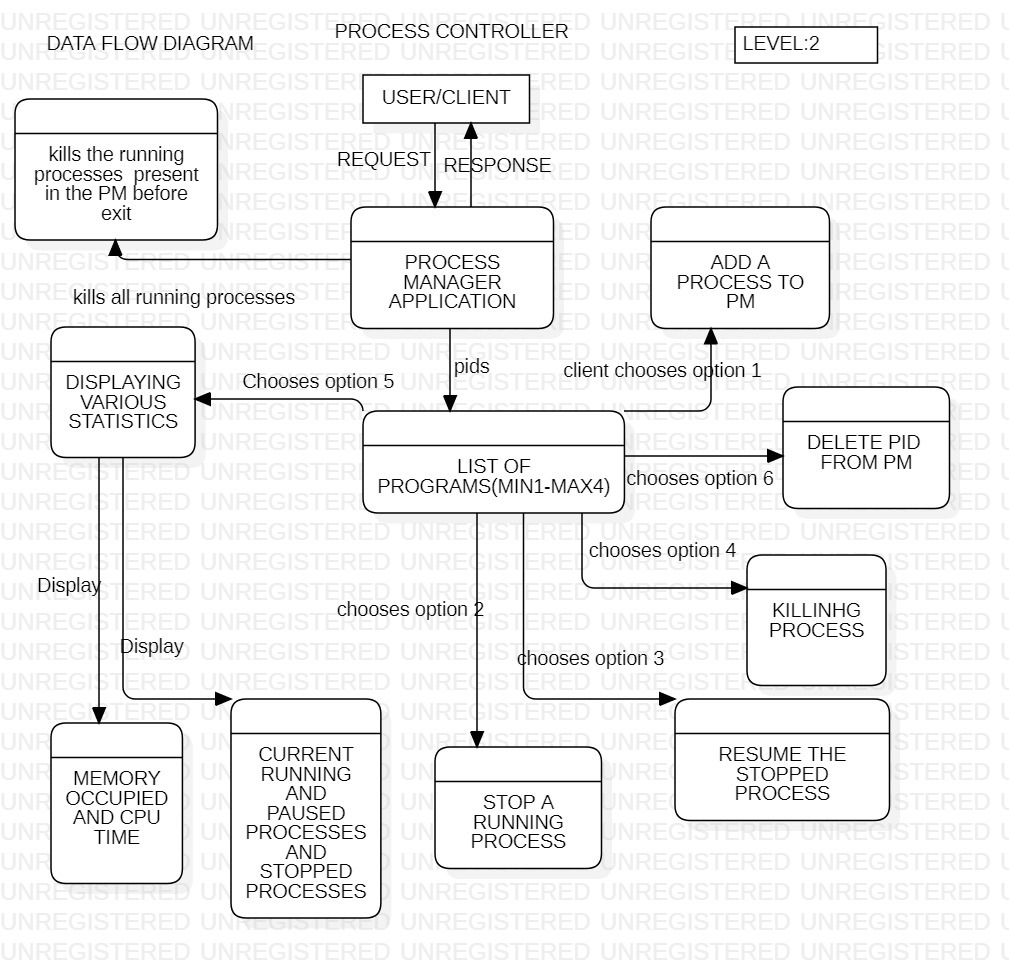 DATA FLOW DIAGRAM
PROCESS CONTROLLER
LEVEL:2
USER/CLIENT
REQUEST
RESPONSE
kills the running
processes  present
in the PM before
exit
PROCESS
MANAGER
APPLICATION
ADD A
PROCESS TO
PM
kills all running processes
pids
client chooses option 1
Chooses option 5
DISPLAYING
VARIOUS
STATISTICS
LIST OF
PROGRAMS(MIN1-MAX4)
chooses option 6
DELETE PID
FROM PM
chooses option 4
KILLINHG
PROCESS
chooses option 2
chooses option 3
Display
Display
MEMORY
OCCUPIED
AND CPU
TIME
CURRENT
RUNNING
AND
PAUSED
PROCESSES
AND
STOPPED
PROCESSES
STOP A
RUNNING
PROCESS
RESUME THE
STOPPED
PROCESS
UNREGISTERED